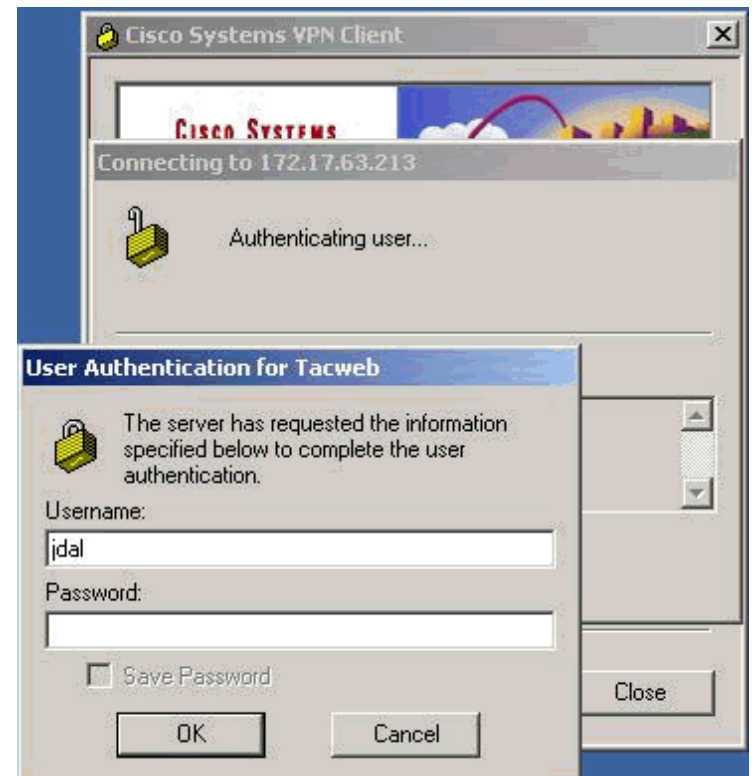 Cisco Systems VPN Client
CISCO SYSTEMS
Connecting to 172.17.63.213
Authenticating user...
User Authentication for Tacweb
The server has requested the information
specified below to complete the user
authentication.
Username:
jdal
Password:
Save Password
OK
Cancel
Close